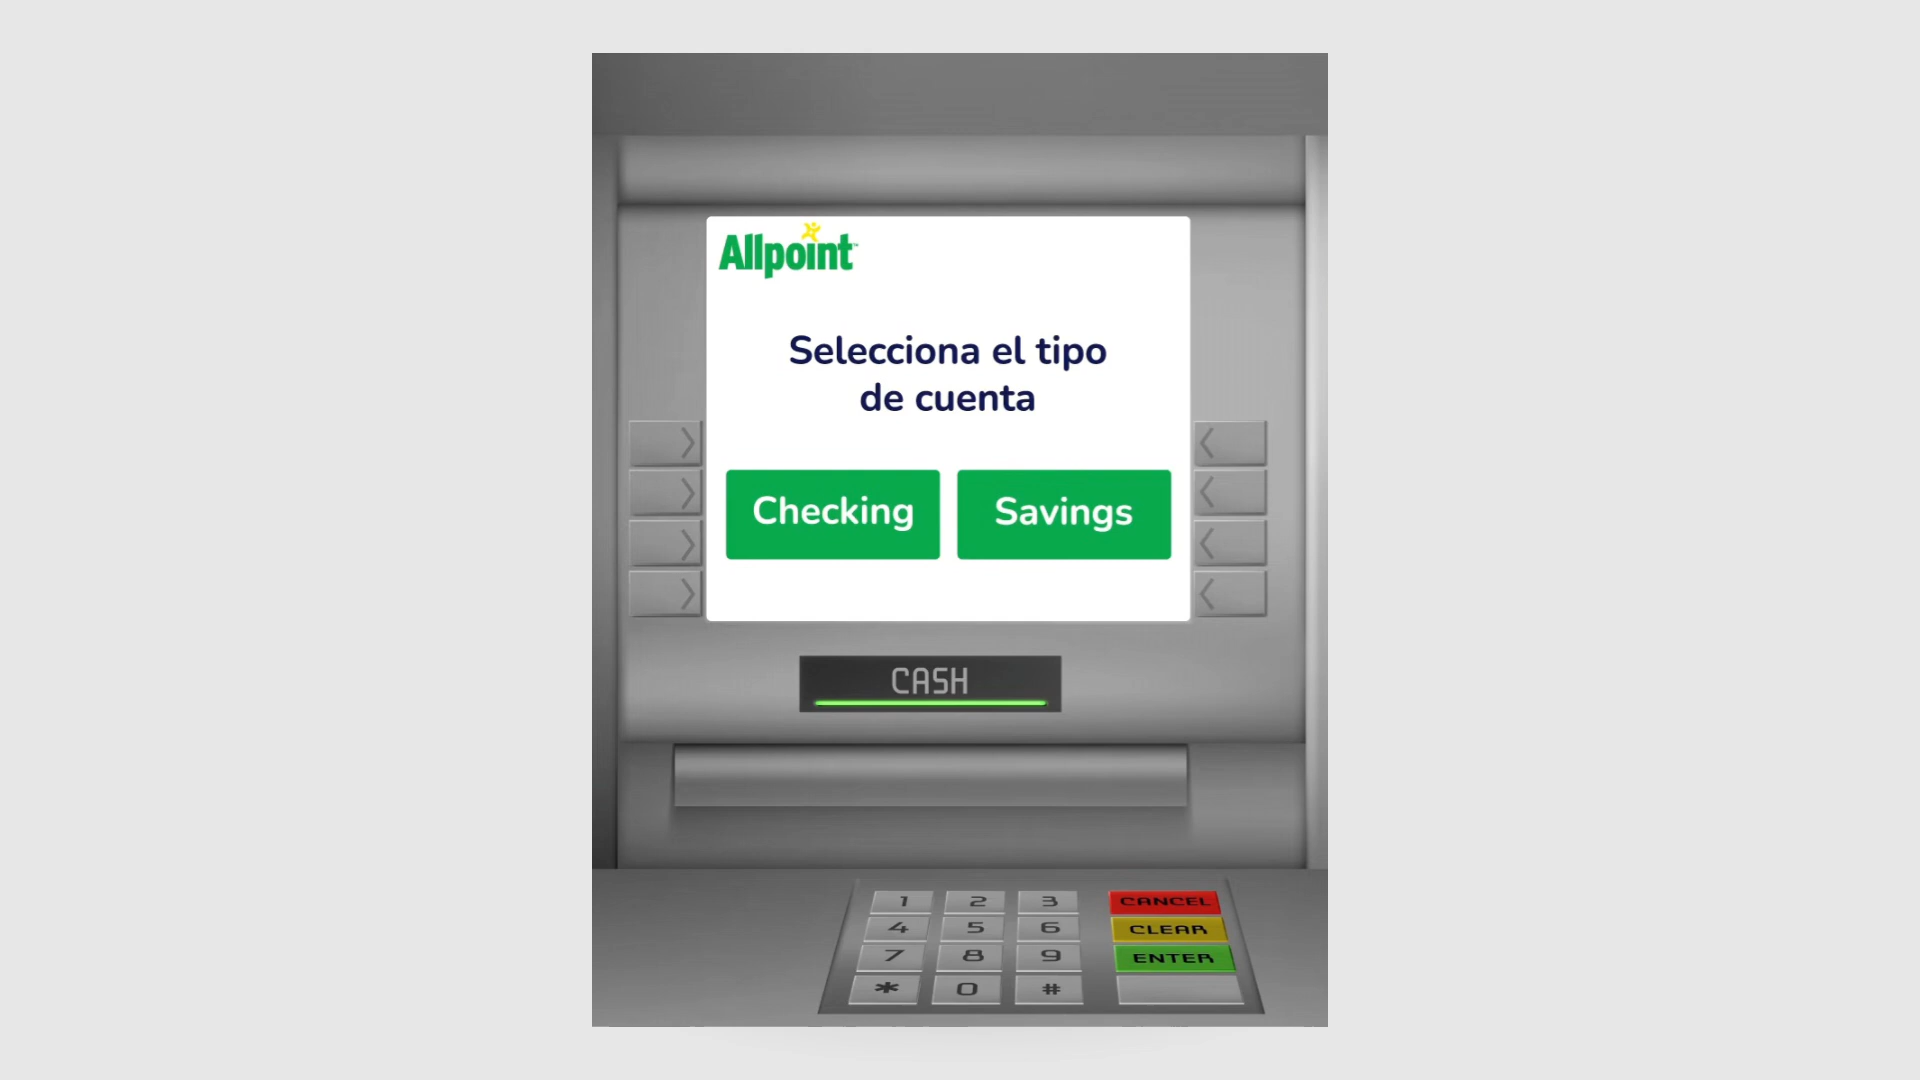 Allpoint™
Selecciona el tipo
de cuenta
Checking
Savings
CASH
1 2 3 CANCEL
4 5 6 CLEAR
7 8 9 ENTER
* 0 #